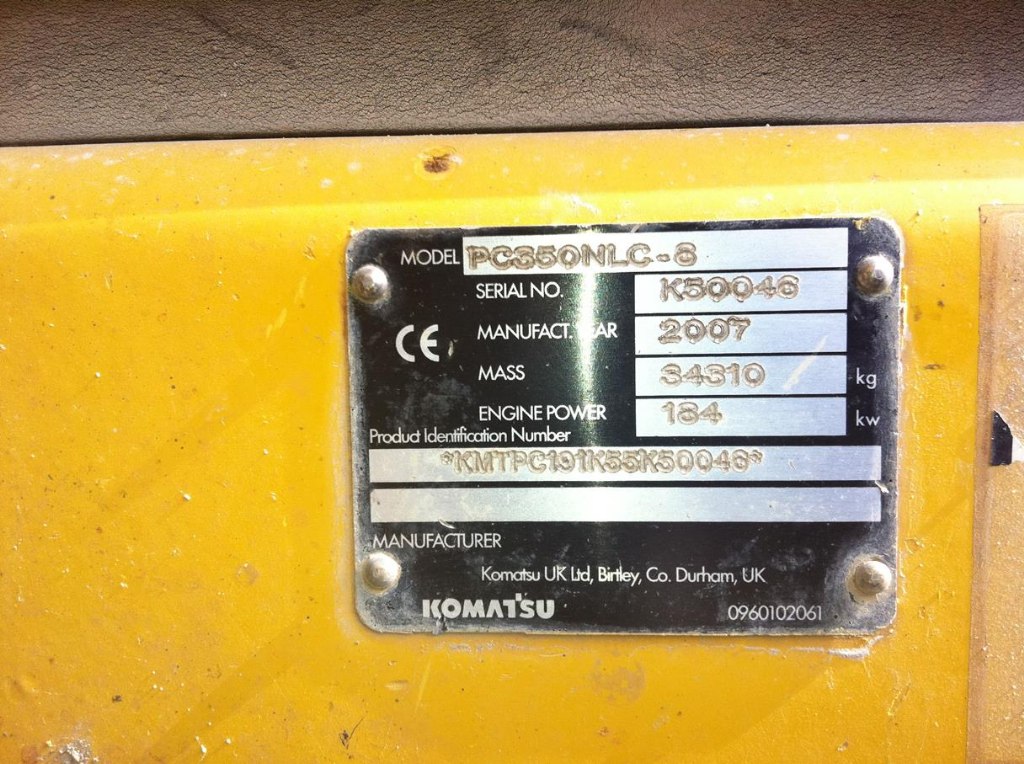 MODEL PC350NLC-8
SERIAL NO. K50046
CE MANUFACT. YEAR 2007
MASS 34310 kg
ENGINE POWER 184 kw
Product Identification Number
*KMTPC191K55K50046*
MANUFACTURER
Komatsu UK Ltd, Birtley, Co. Durham, UK
KOMATSU 0960102061